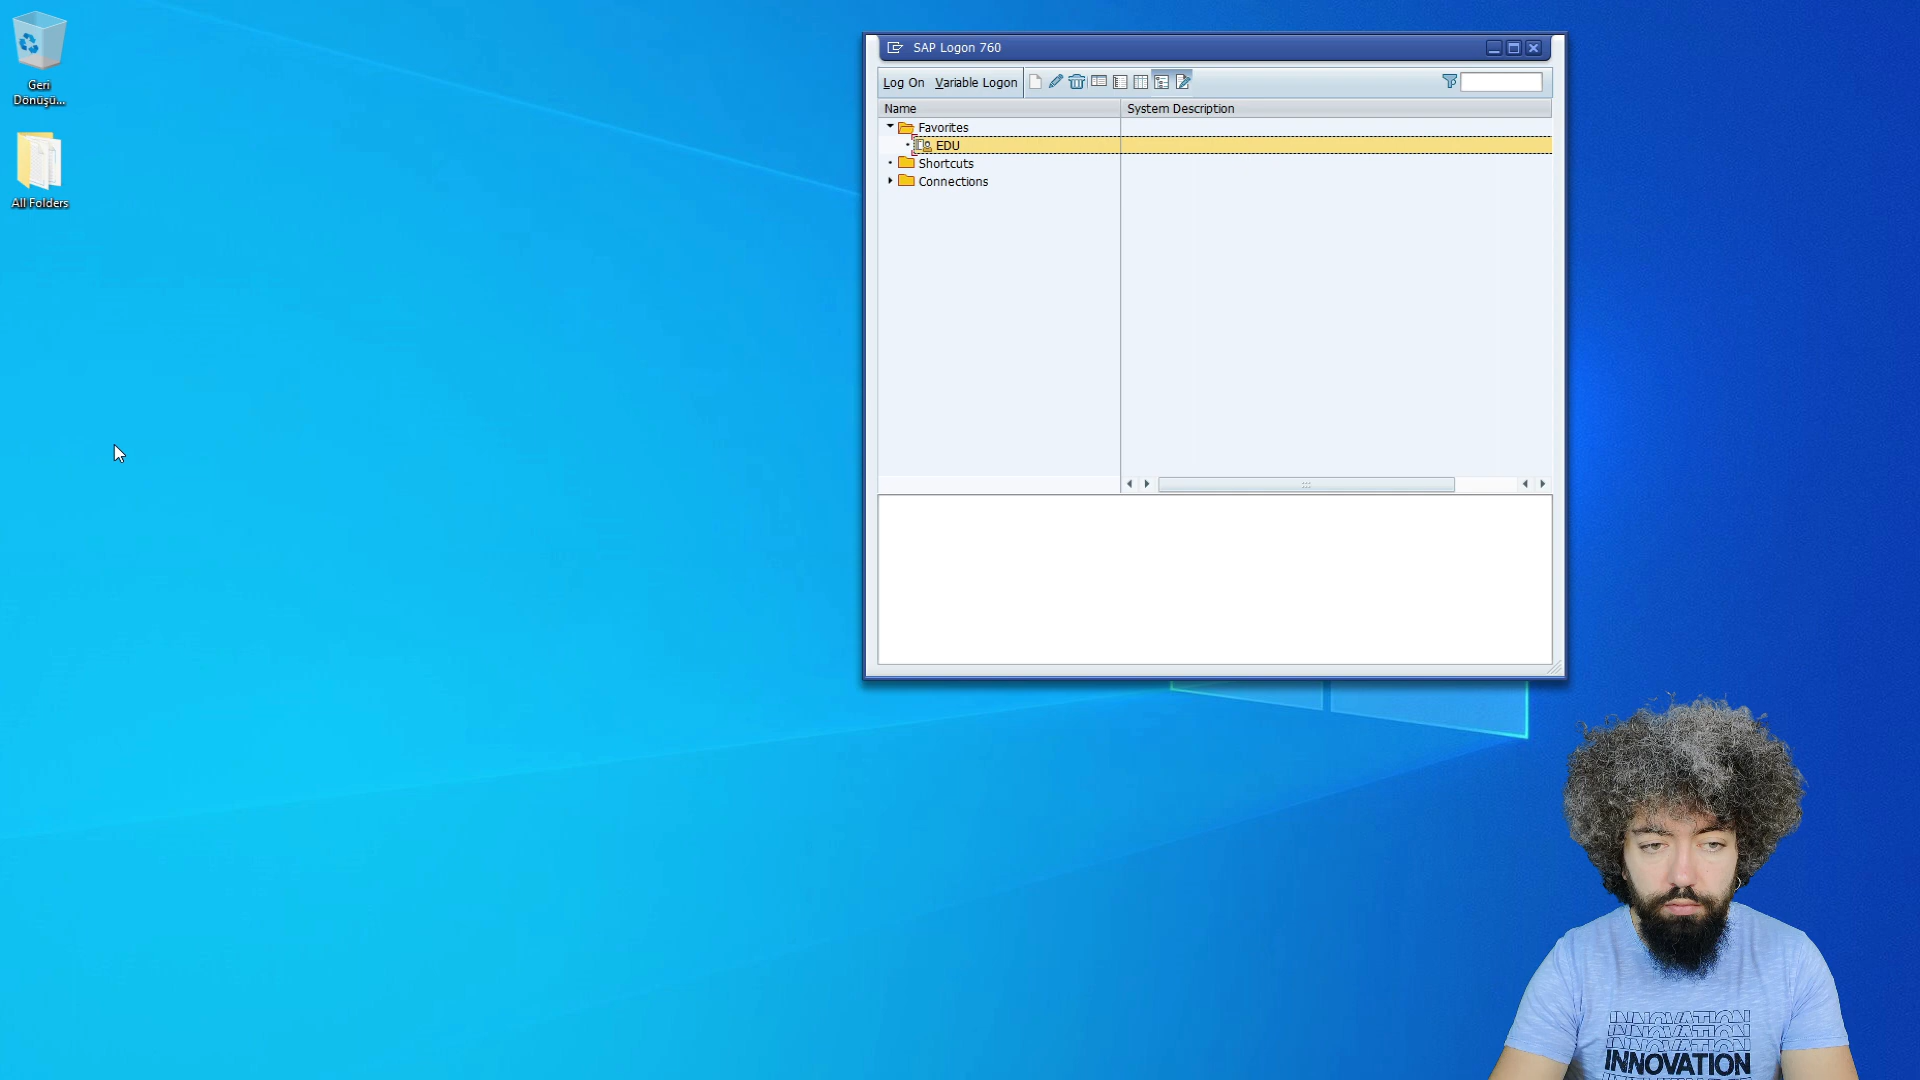 Geri
Dönüşü...
All Folders
SAP Logon 760
Log On Variable Logon
Name System Description
Favorites
EDU
Shortcuts
Connections
INNOVATION
INNOVATION
INNOVATION
INNOVATION